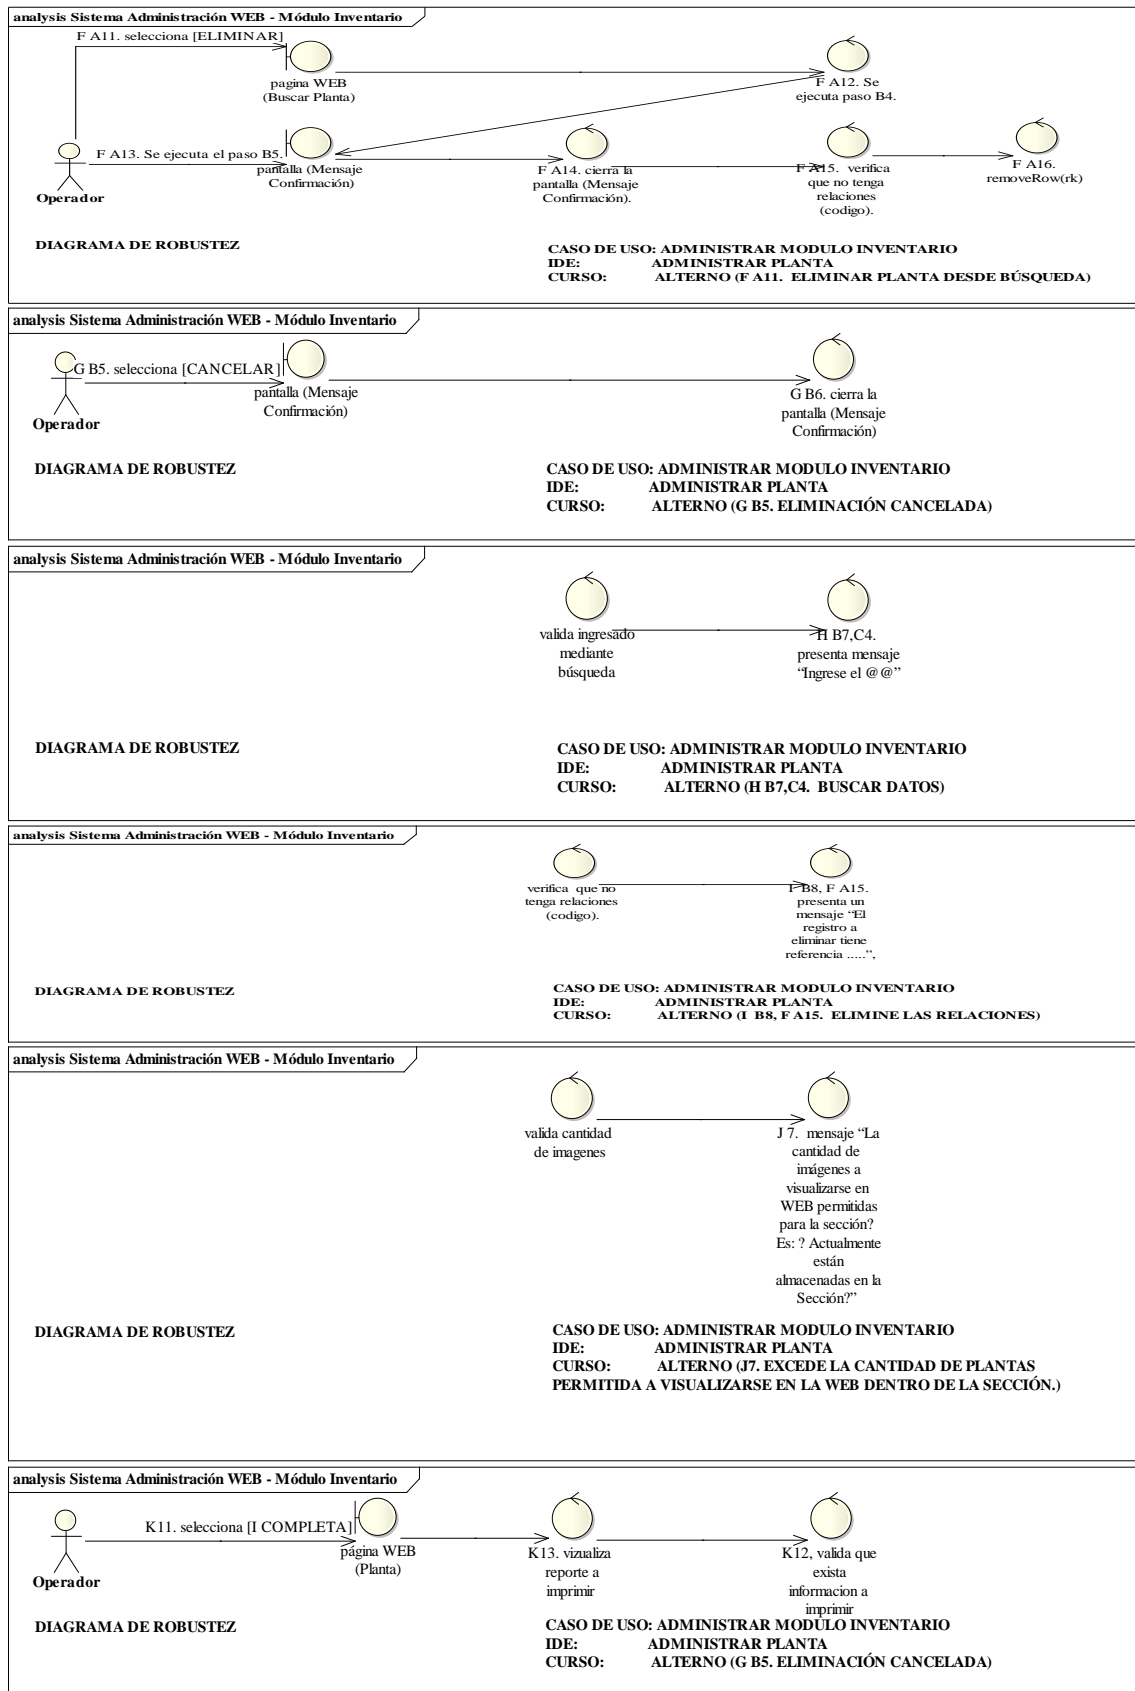 analysis Sistema Administración WEB - Módulo Inventario
F A11. selecciona [ELIMINAR]
pagina WEB
(Buscar Planta)
F A12. Se
ejecuta paso B4.
F A13. Se ejecuta el paso B5.
pantalla (Mensaje
Confirmación)
F A14. cierra la
pantalla (Mensaje
Confirmación).
F A15. verifica
que no tenga
relaciones
(codigo).
F A16.
removeRow(rk)
Operador
DIAGRAMA DE ROBUSTEZ
CASO DE USO: ADMINISTRAR MODULO INVENTARIO
IDE: ADMINISTRAR PLANTA
CURSO: ALTERNO (F A11. ELIMINAR PLANTA DESDE BÚSQUEDA)
analysis Sistema Administración WEB - Módulo Inventario
G B5. selecciona [CANCELAR]
pantalla (Mensaje
Confirmación)
G B6. cierra la
pantalla (Mensaje
Confirmación)
Operador
DIAGRAMA DE ROBUSTEZ
CASO DE USO: ADMINISTRAR MODULO INVENTARIO
IDE: ADMINISTRAR PLANTA
CURSO: ALTERNO (G B5. ELIMINACIÓN CANCELADA)
analysis Sistema Administración WEB - Módulo Inventario
valida ingresado
mediante
búsqueda
H B7,C4.
presenta mensaje
“Ingrese el @@”
DIAGRAMA DE ROBUSTEZ
CASO DE USO: ADMINISTRAR MODULO INVENTARIO
IDE: ADMINISTRAR PLANTA
CURSO: ALTERNO (H B7,C4. BUSCAR DATOS)
analysis Sistema Administración WEB - Módulo Inventario
verifica que no
tenga relaciones
(codigo).
I B8, F A15.
presenta un
mensaje “El
registro a
eliminar tiene
referencia .....”,
DIAGRAMA DE ROBUSTEZ
CASO DE USO: ADMINISTRAR MODULO INVENTARIO
IDE: ADMINISTRAR PLANTA
CURSO: ALTERNO (I B8, F A15. ELIMINE LAS RELACIONES)
analysis Sistema Administración WEB - Módulo Inventario
valida cantidad
de imagenes
J 7. mensaje “La
cantidad de
imágenes a
visualizarse en
WEB permitidas
para la sección?
Es: ? Actualmente
están
almacenadas en la
Sección?”
DIAGRAMA DE ROBUSTEZ
CASO DE USO: ADMINISTRAR MODULO INVENTARIO
IDE: ADMINISTRAR PLANTA
CURSO: ALTERNO (J7. EXCEDE LA CANTIDAD DE PLANTAS
PERMITIDA A VISUALIZARSE EN LA WEB DENTRO DE LA SECCIÓN.)
analysis Sistema Administración WEB - Módulo Inventario
K11. selecciona [I COMPLETA]
página WEB
(Planta)
K13. vizualiza
reporte a
imprimir
K12, valida que
exista
informacion a
imprimir
Operador
DIAGRAMA DE ROBUSTEZ
CASO DE USO: ADMINISTRAR MODULO INVENTARIO
IDE: ADMINISTRAR PLANTA
CURSO: ALTERNO (G B5. ELIMINACIÓN CANCELADA)